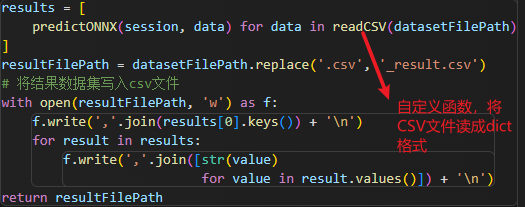 results = [
    predictONNX(session, data) for data in readCSV(datasetFilePath)
]
resultFilePath = datasetFilePath.replace('.csv', '_result.csv')
# 将结果数据集写入csv文件
with open(resultFilePath, 'w') as f:
    f.write(','.join(results[0].keys()) + '\n')
    for result in results:
        f.write(','.join([str(value)
                          for value in result.values()]) + '\n')
return resultFilePath
自定义函数，将
CSV文件读成dict
格式